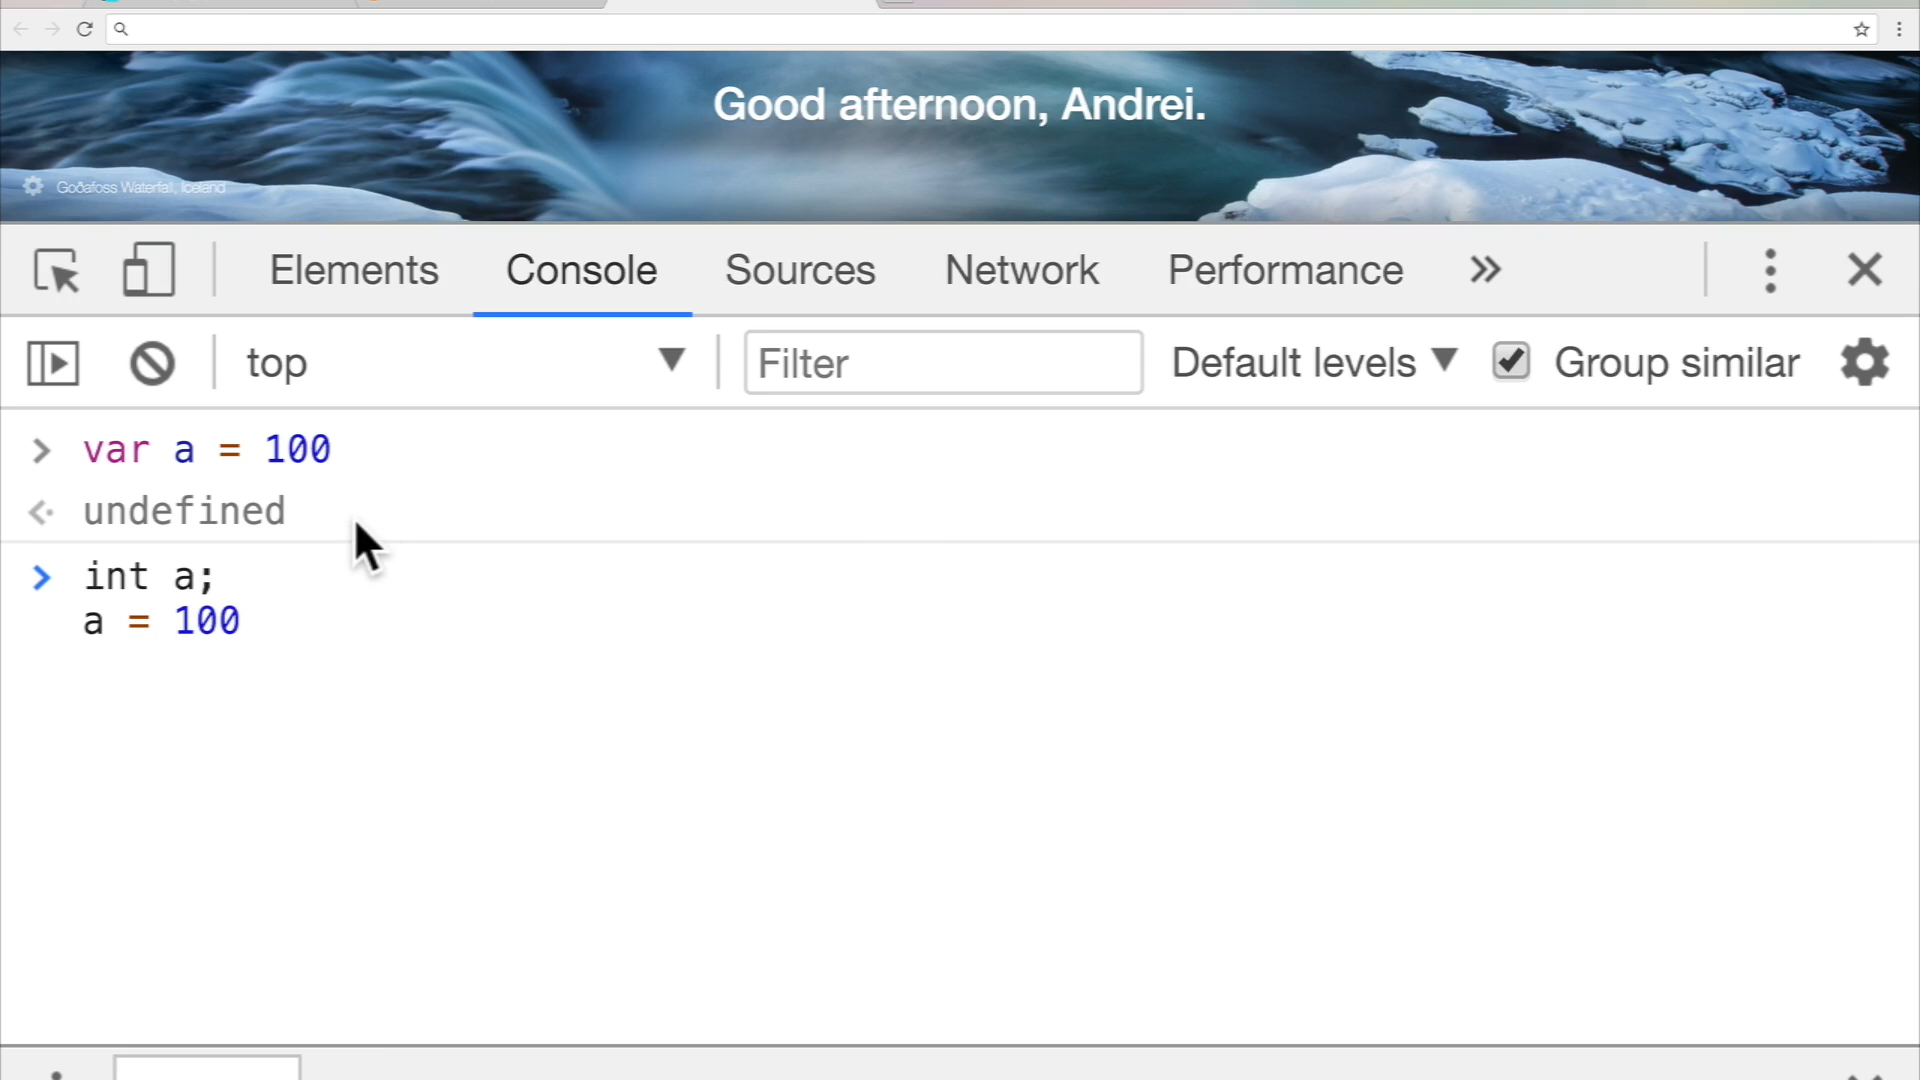 Good afternoon, Andrei.
Goðafoss Waterfall, Iceland
Elements Console Sources Network Performance »
top Filter Default levels Group similar
> var a = 100
undefined
> int a;
a = 100